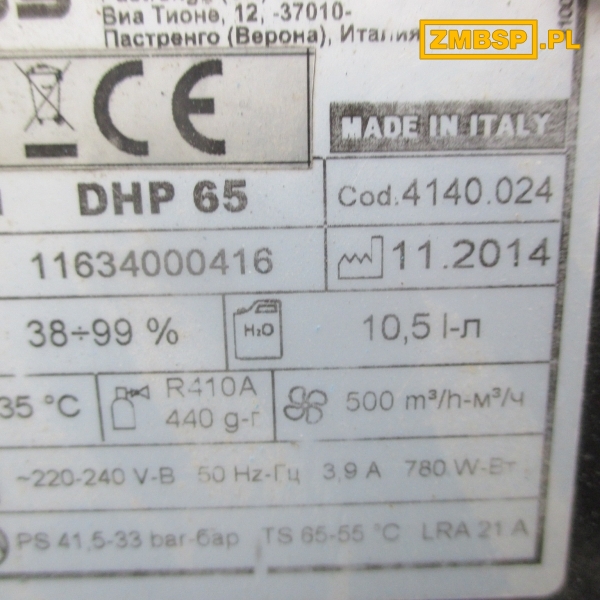 Виа Тионе, 12, -37010-
Пастренго (Верона), Италия
ZMBSP.PL
CE
MADE IN ITALY
DHP 65
Cod. 4140.024
11634000416
11.2014
38÷99 %
H₂O
10,5 l-л
35 °C
R410A
440 g-г
500 m³/h-м³/ч
~220-240 V-В 50 Hz-Гц 3,9 A 780 W-Вт
PS 41,5-33 bar-бар TS 65-55 °C LRA 21 A